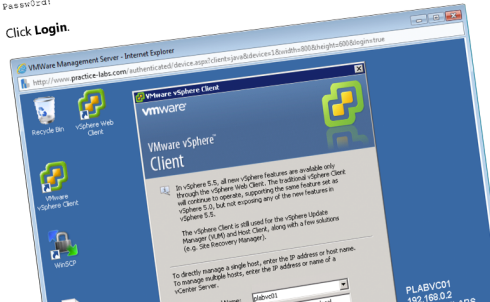 Passw0rd!
Click Login.
VMWare Management Server - Internet Explorer
http://www.practice-labs.com/authenticated/device.aspx?client=java&device=1&width=800&height=600&login=true
Recycle Bin
vSphere Web
Client
VMware
vSphere Client
WinSCP
VMware vSphere Client
vmware
VMware vSphere™
Client
In vSphere 5.5, all new vSphere features are available only
through the vSphere Web Client. The traditional vSphere Client
will continue to operate, supporting the same feature set as
vSphere 5.0, but not exposing any of the new features in
vSphere 5.5.
The vSphere Client is still used for the vSphere Update
Manager (VUM) and Host Client, along with a few solutions
(e.g. Site Recovery Manager).
To directly manage a single host, enter the IP address or host name.
To manage multiple hosts, enter the IP address or name of a
vCenter Server.
Name:
plabvc01
PLABVC01
192.168.0.2